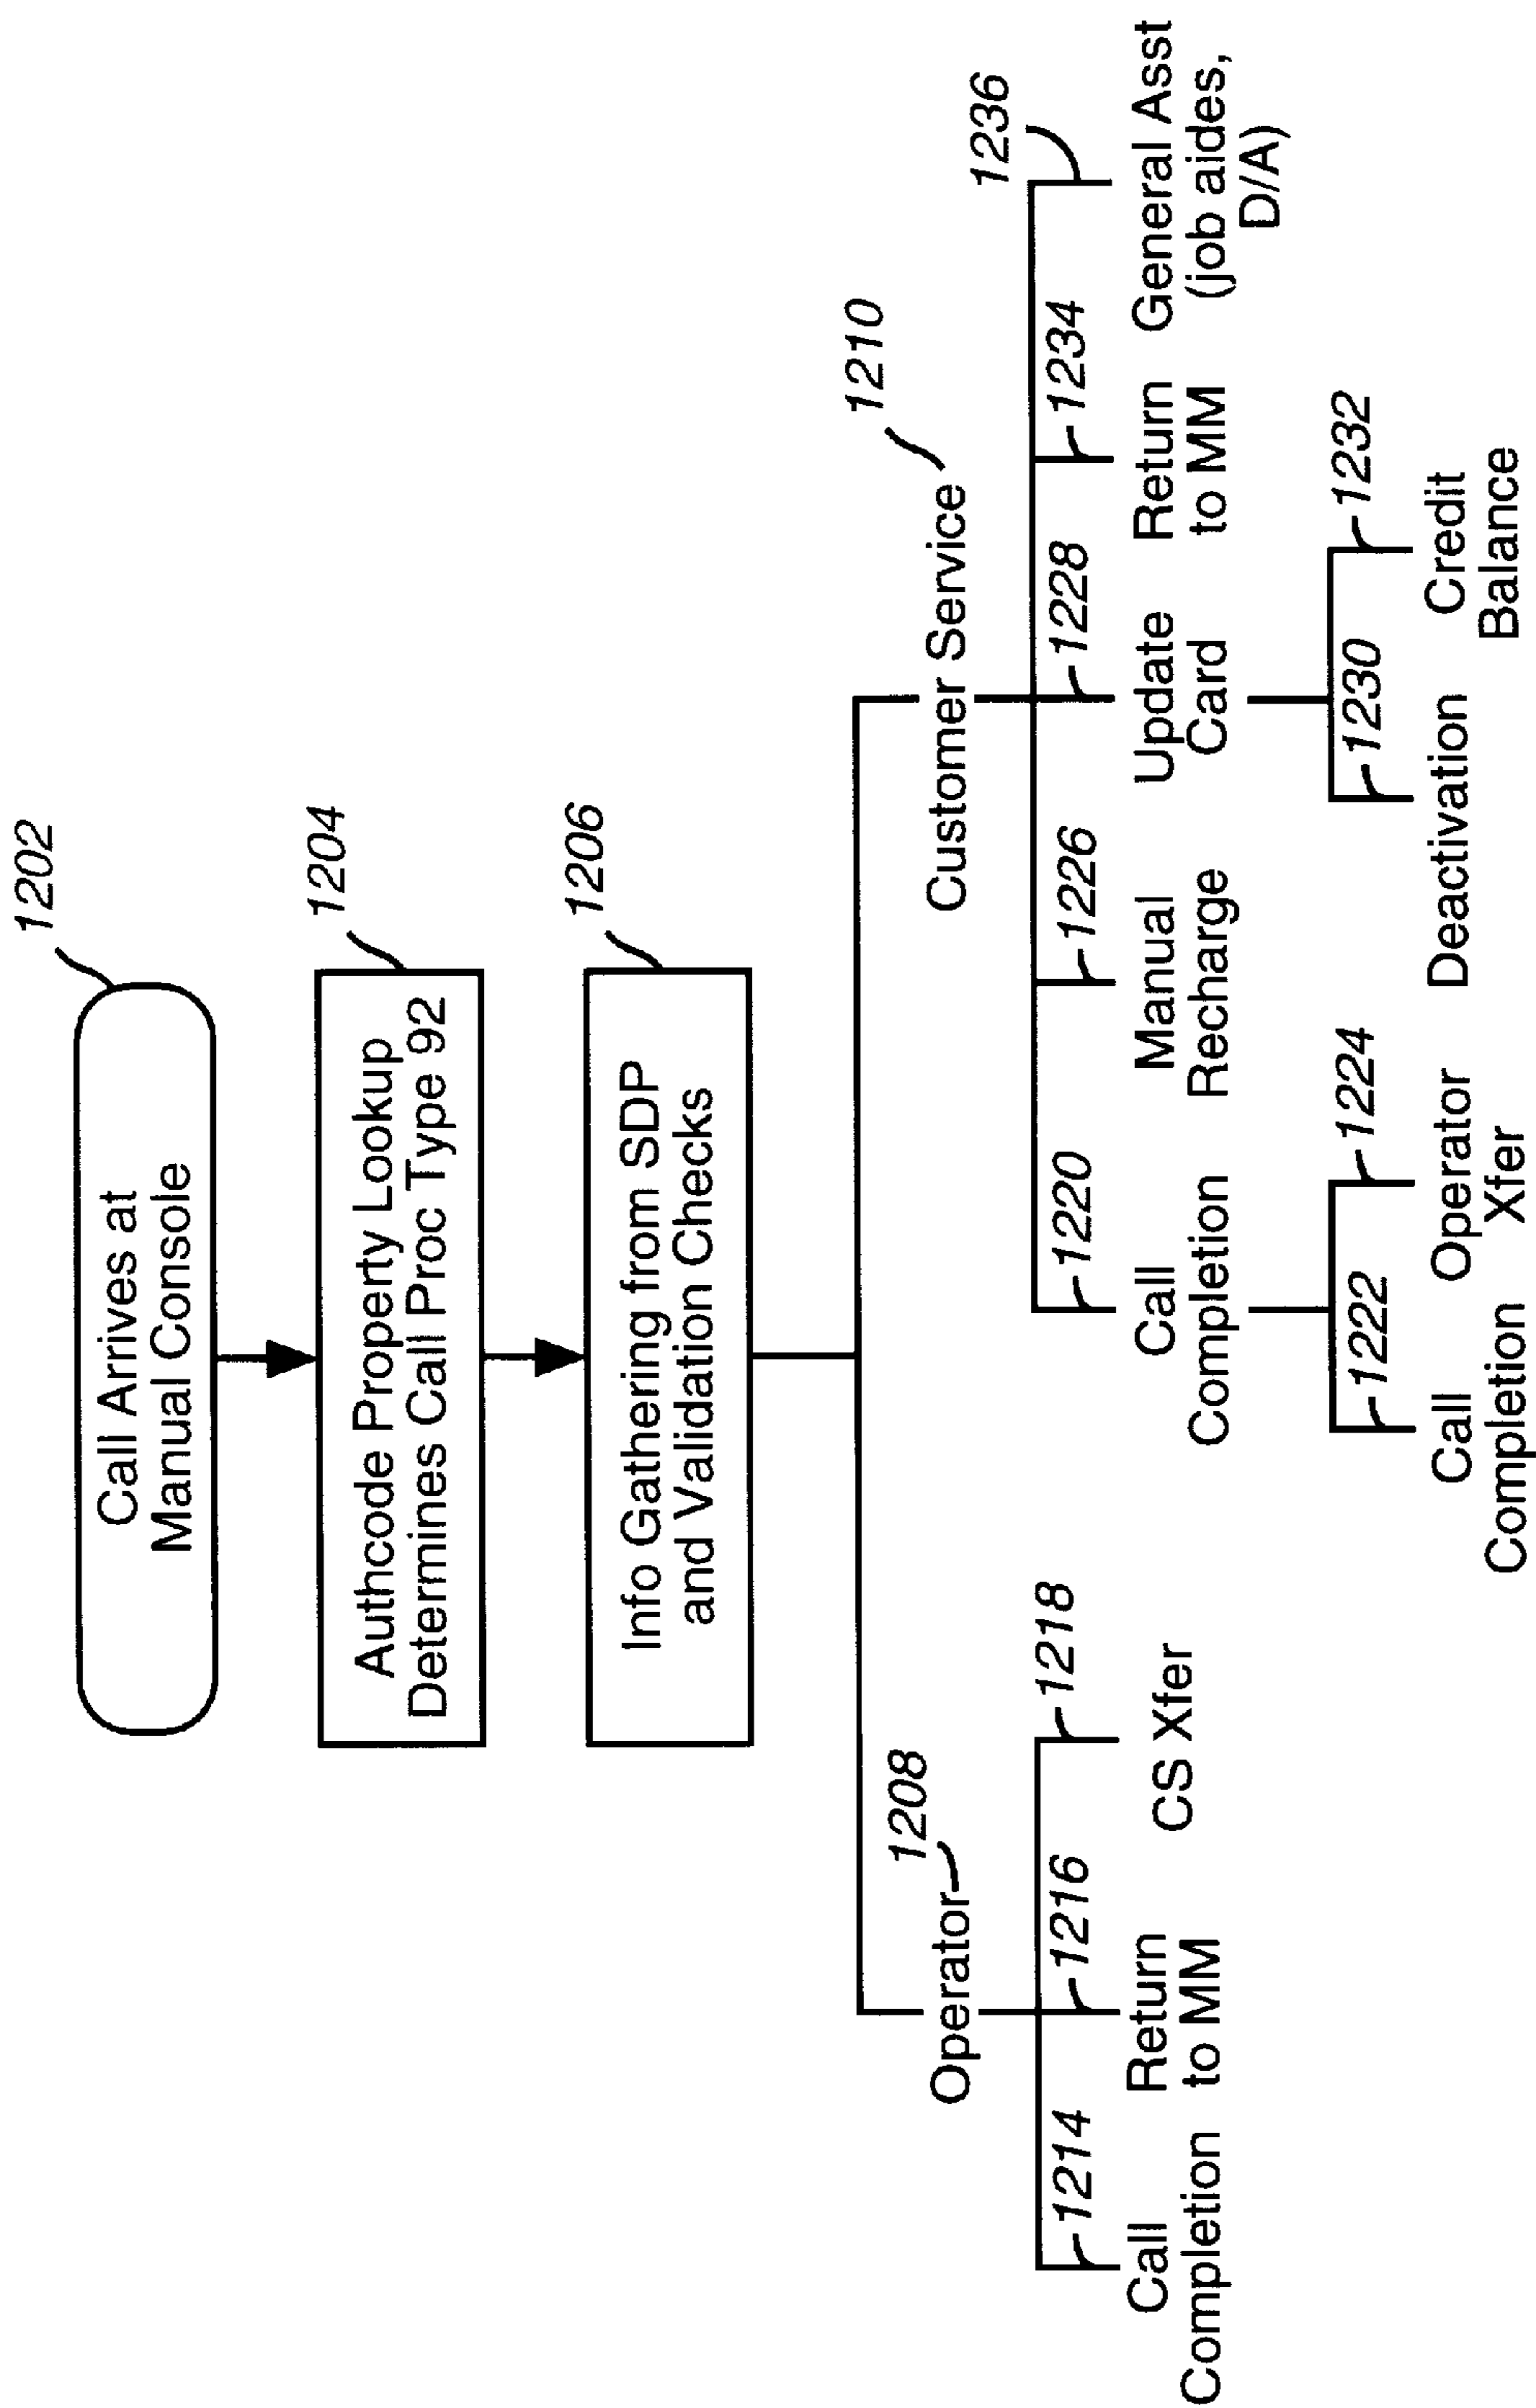 1202
Call Arrives at
Manual Console
1204
Authcode Property Lookup
Determines Call Proc Type 92
1206
Info Gathering from SDP
and Validation Checks
Operator
1208
Customer Service
1210
1214
Call
Completion
1216
Return
to MM
1218
CS Xfer
1220
Call
Completion
1226
Manual
Recharge
1228
Update
Card
1234
Return
to MM
1236
General Asst
(job aides,
D/A)
1222
Call
Completion
1224
Operator
Xfer
1230
Deactivation
1232
Credit
Balance